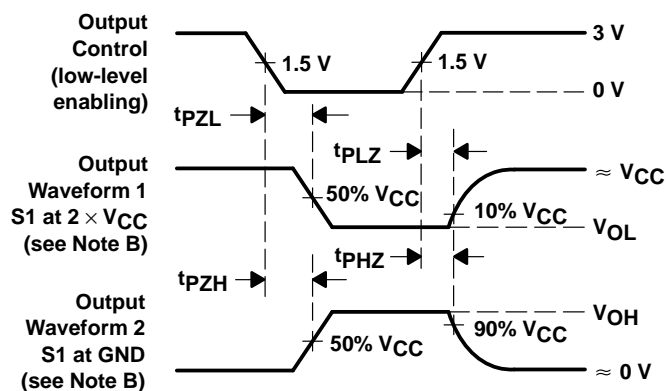 Output
Control
(low-level
enabling)
1.5 V
1.5 V
3 V
0 V
tPZL
tPLZ
Output
Waveform 1
S1 at 2 × VCC
(see Note B)
50% VCC
10% VCC
≈ VCC
VOL
tPZH
tPHZ
Output
Waveform 2
S1 at GND
(see Note B)
50% VCC
90% VCC
VOH
≈ 0 V